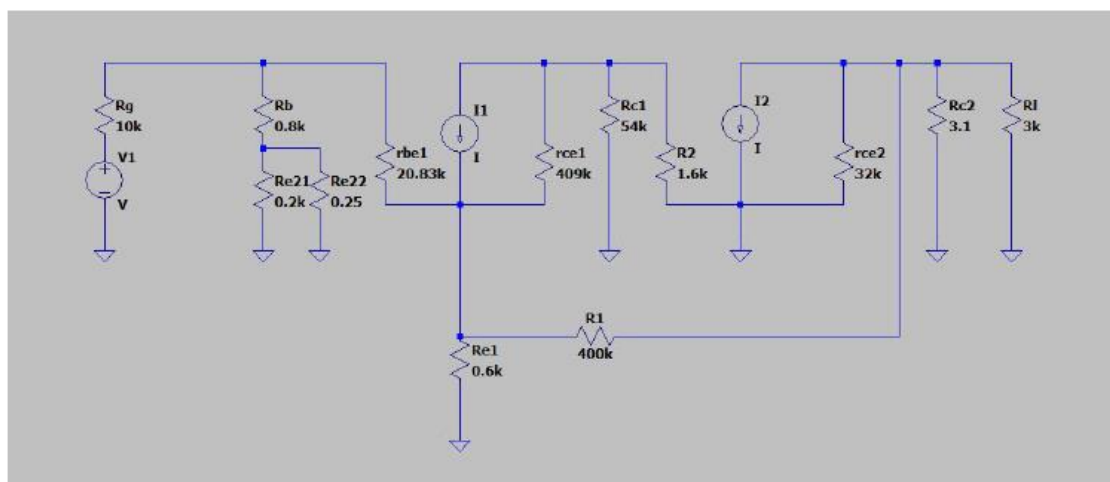 Rg
10k
V1
V
Rb
0.8k
Re21
0.2k
Re22
0.25
rbe1
20.83k
I1
I
rce1
409k
Rc1
54k
R2
1.6k
I2
I
rce2
32k
Rc2
3.1
Rl
3k
R1
400k
Re1
0.6k